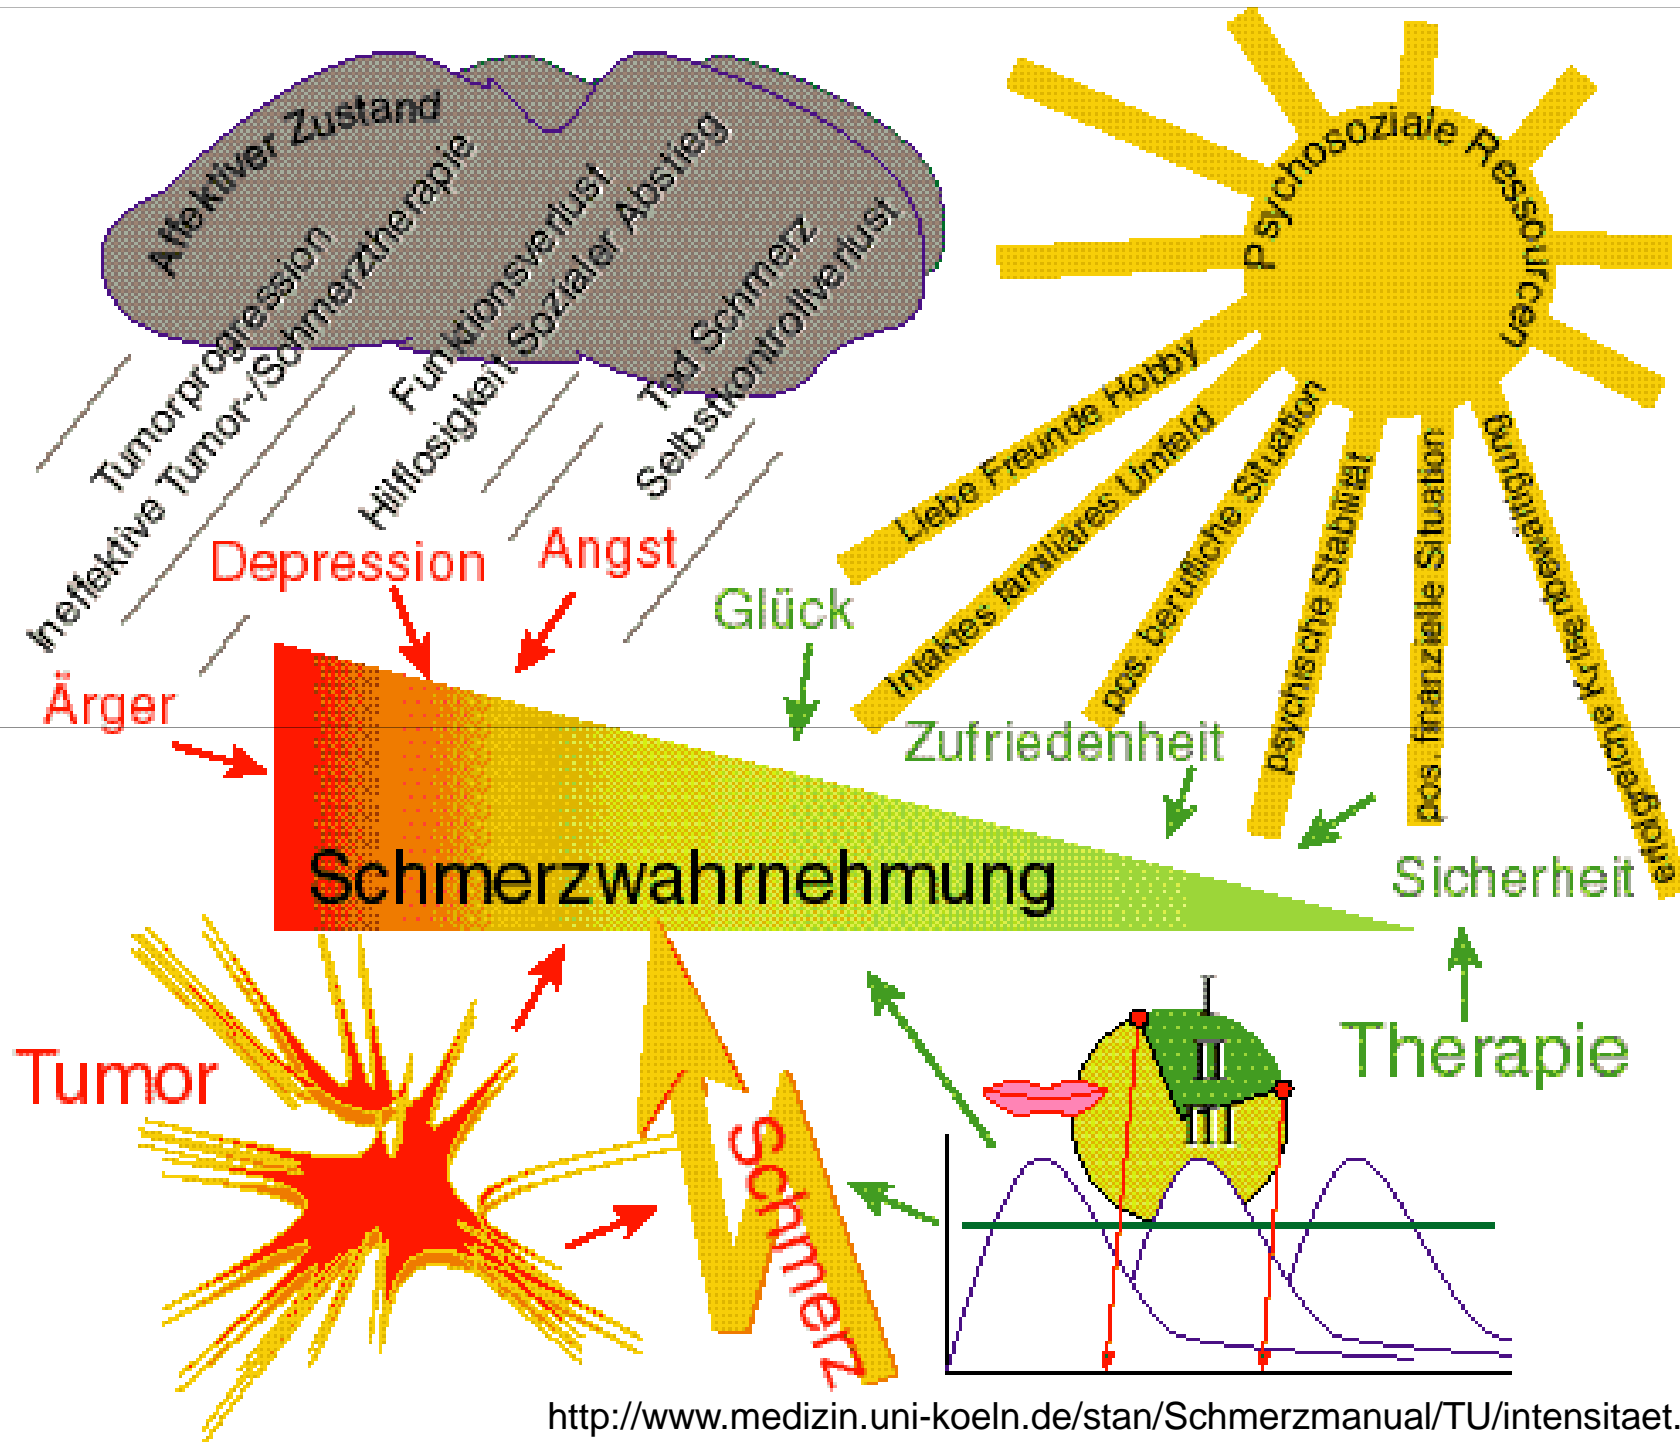 Affektiver Zustand
Tumorprogression
Ineffektive Tumor-/Schmerztherapie
Funktionsverlust
Hilflosigkeit Sozialer Abstieg
Tod Schmerz
Selbstkontrollverlust
Psychosoziale Ressourcen
Liebe Freunde Hobby
Intaktes familiäres Umfeld
pos. berufliche Situation
psychische Stabilität
pos. finanzielle Situation
erfolgreiche Krisenbewältigung
Depression
Angst
Glück
Ärger
Zufriedenheit
Schmerzwahrnehmung
Sicherheit
Tumor
Schmerz
I
II
III
Therapie
http://www.medizin.uni-koeln.de/stan/Schmerzmanual/TU/intensitaet.